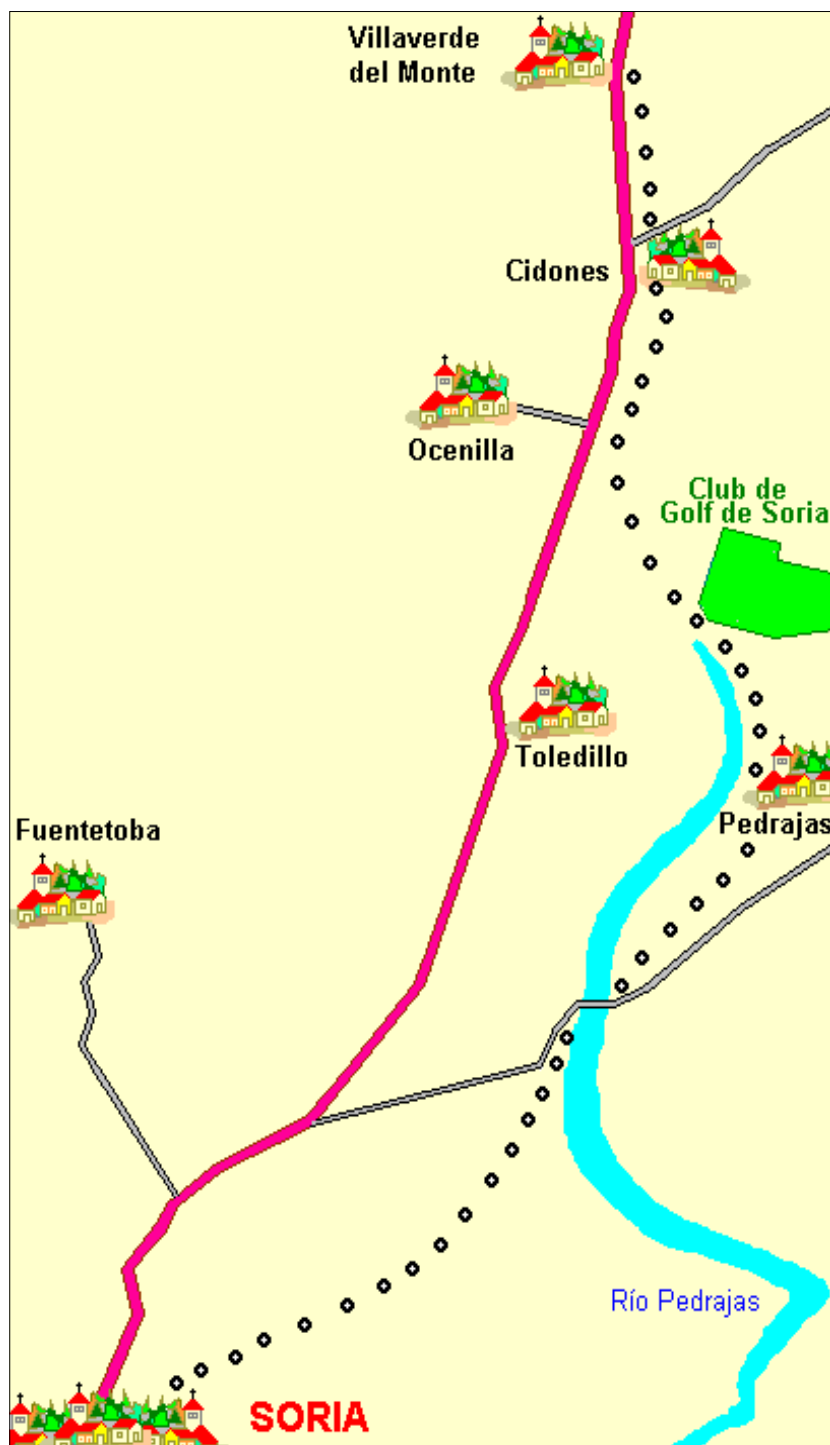 Villaverde
del Monte
Cidones
Ocenilla
Club de
Golf de Soria
Toledillo
Pedrajas
Fuentetoba
Río Pedrajas
SORIA